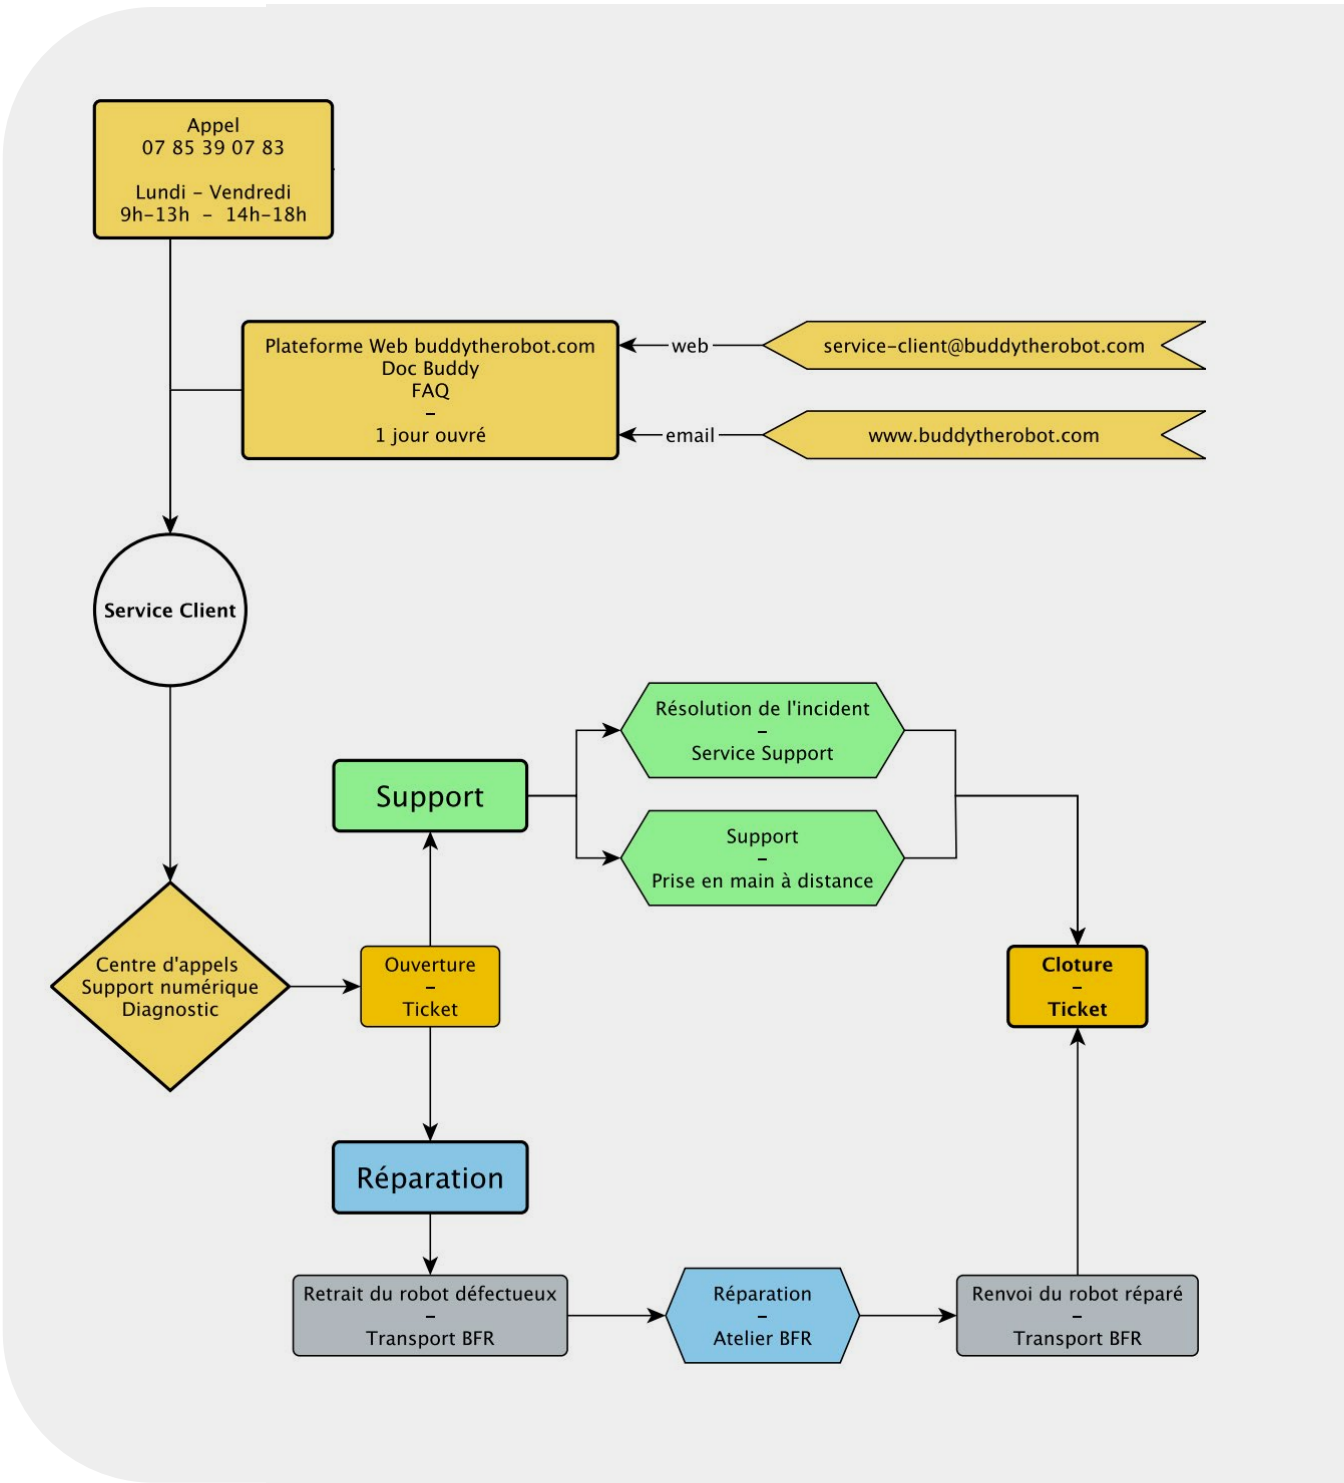 Appel
07 85 39 07 83
Lundi – Vendredi
9h–13h – 14h–18h
Plateforme Web buddytherobot.com
Doc Buddy
FAQ
–
1 jour ouvré
web
service-client@buddytherobot.com
email
www.buddytherobot.com
Service Client
Résolution de l'incident
–
Service Support
Support
Support
–
Prise en main à distance
Centre d'appels
Support numérique
Diagnostic
Ouverture
–
Ticket
Cloture
–
Ticket
Réparation
Retrait du robot défectueux
–
Transport BFR
Réparation
–
Atelier BFR
Renvoi du robot réparé
–
Transport BFR